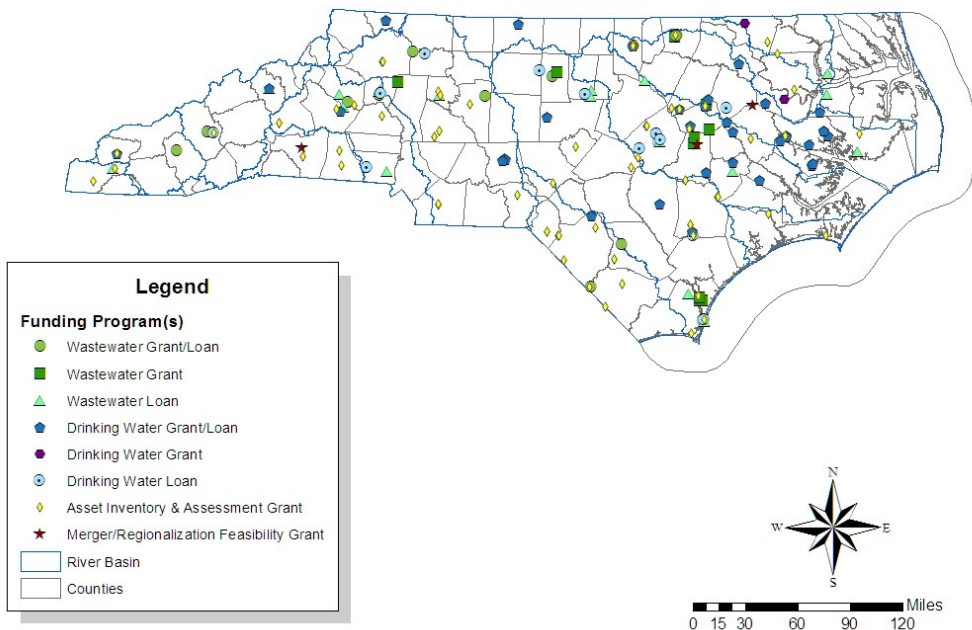 Legend
Funding Program(s)
Wastewater Grant/Loan
Wastewater Grant
Wastewater Loan
Drinking Water Grant/Loan
Drinking Water Grant
Drinking Water Loan
Asset Inventory & Assessment Grant
Merger/Regionalization Feasibility Grant
River Basin
Counties
N
W E
S
Miles
0 15 30 60 90 120